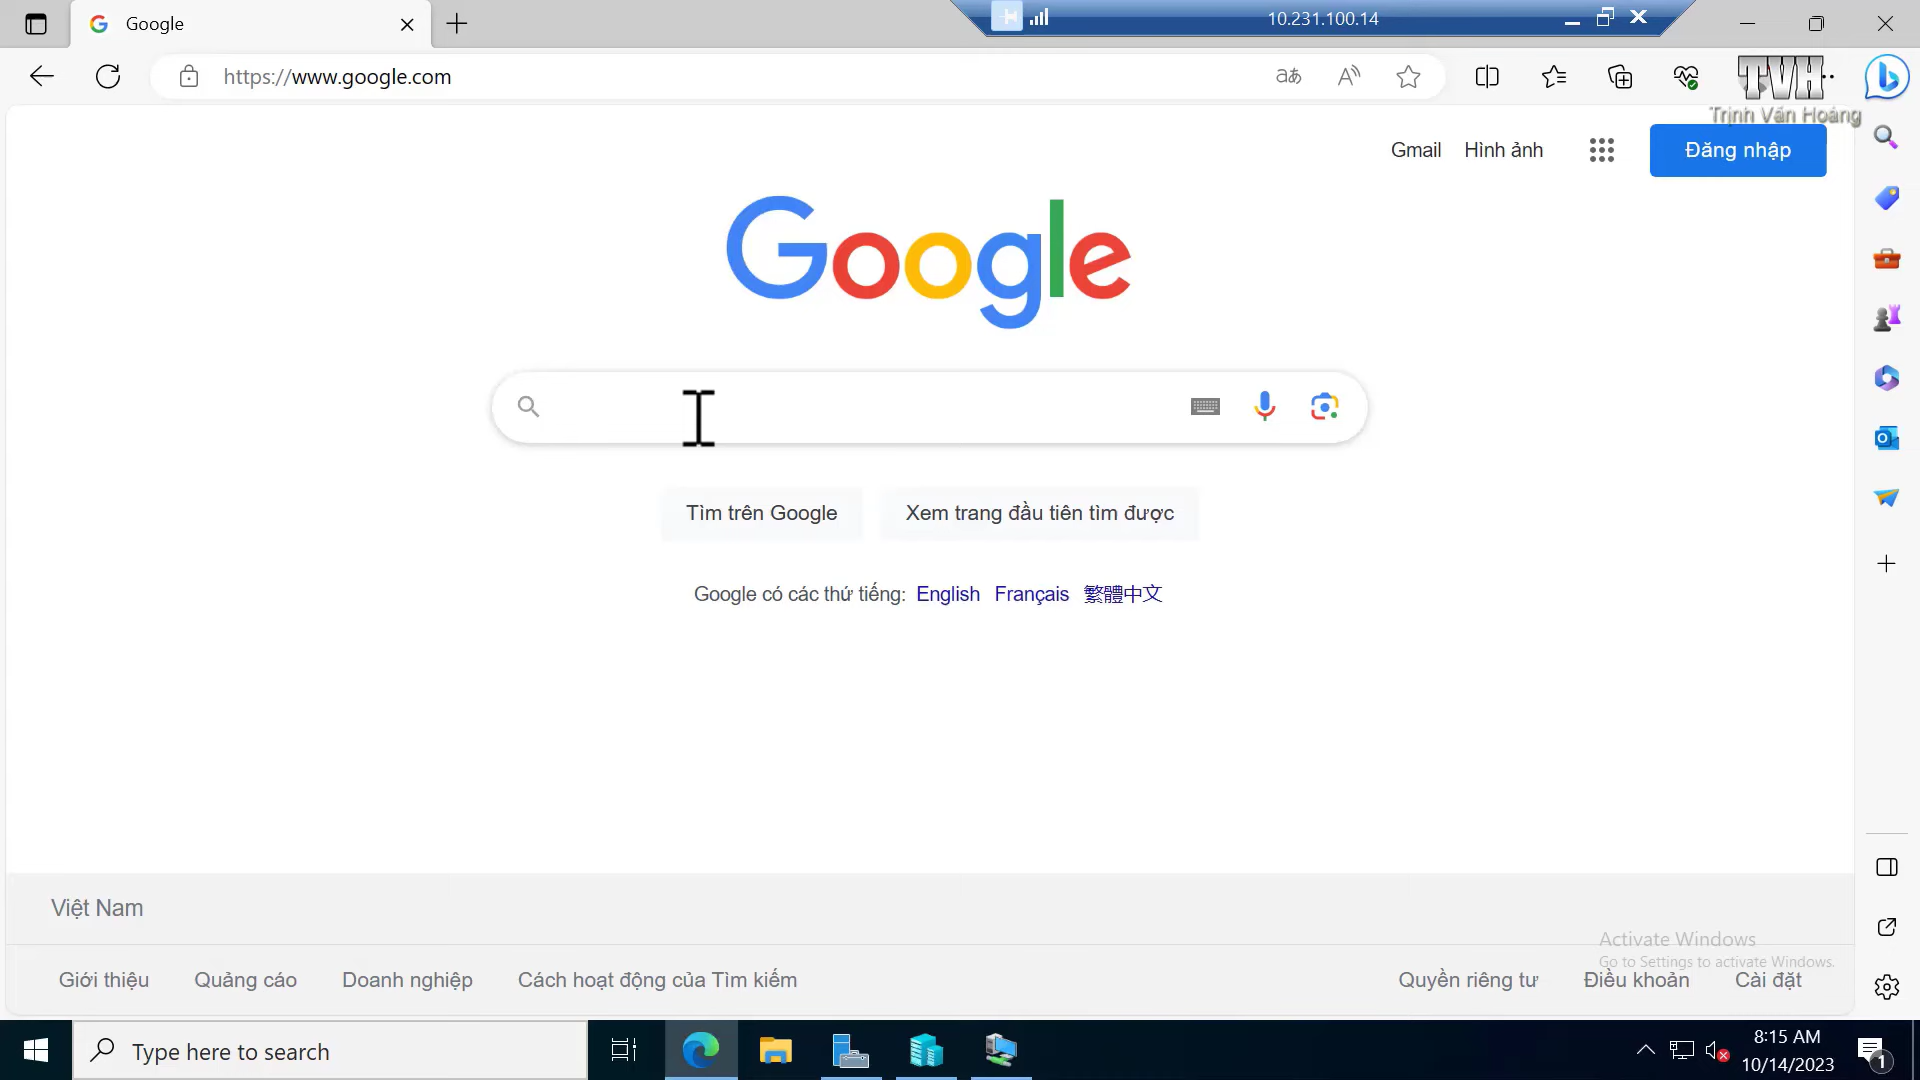 Google
10.231.100.14
https://www.google.com
TVH
Trịnh Văn Hoàng
Gmail
Hình ảnh
Đăng nhập
Google
Tìm trên Google
Xem trang đầu tiên tìm được
Google có các thứ tiếng: English Français 繁體中文
Việt Nam
Activate Windows
Go to Settings to activate Windows.
Giới thiệu
Quảng cáo
Doanh nghiệp
Cách hoạt động của Tìm kiếm
Quyền riêng tư
Điều khoản
Cài đặt
Type here to search
8:15 AM
10/14/2023
1